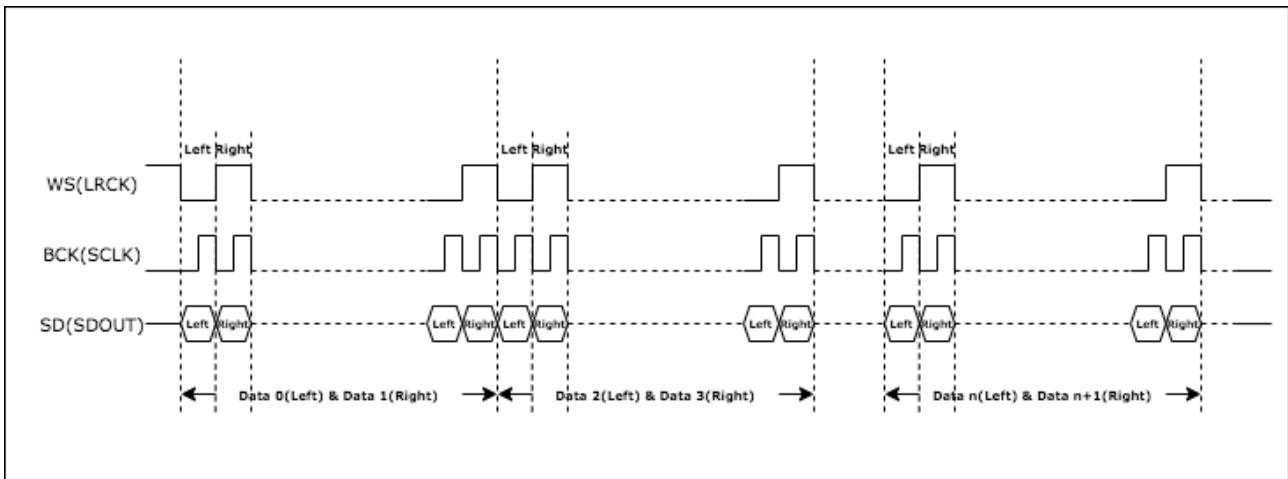 Left Right Left Right Left Right
WS(LRCK)
BCK(SCLK)
SD(SDOUT) Left Right Left Right Left Right Left Right Left Right Left Right
Data 0(Left) & Data 1(Right) Data 2(Left) & Data 3(Right) Data n(Left) & Data n+1(Right)